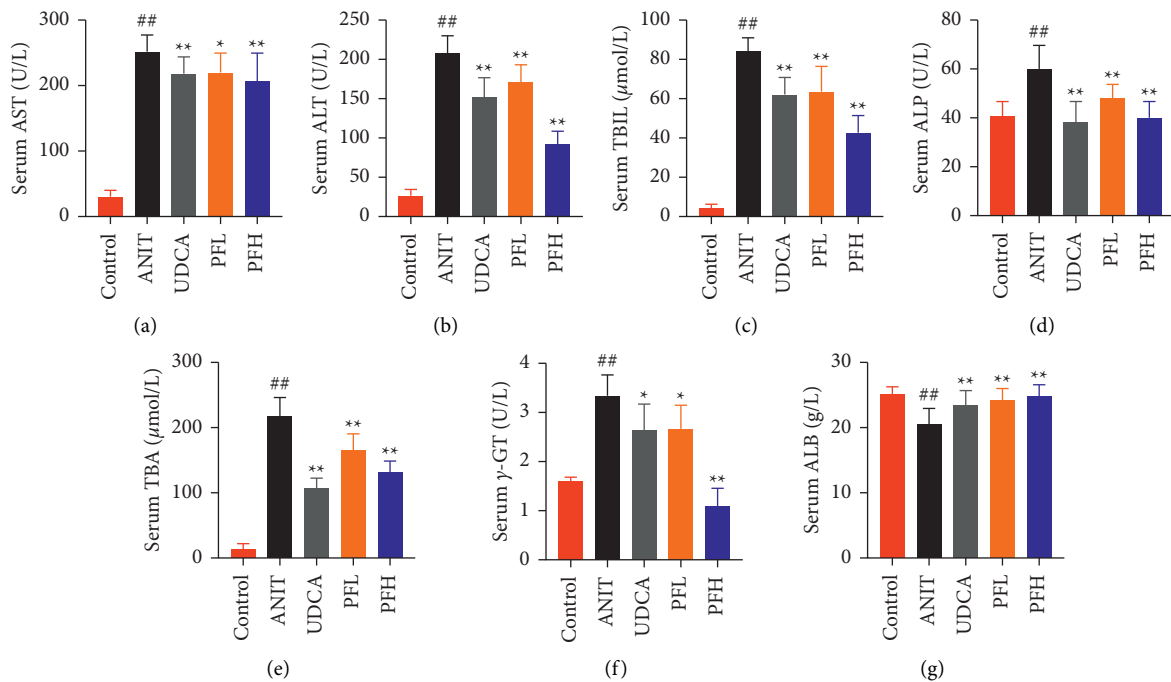 Serum AST (U/L)
300
200
100
0
##
**
*
**
Control
ANIT
UDCA
PFL
PFH
(a)
Serum ALT (U/L)
250
200
150
100
50
0
##
**
**
**
Control
ANIT
UDCA
PFL
PFH
(b)
Serum TBIL (μmol/L)
100
80
60
40
20
0
##
**
**
**
Control
ANIT
UDCA
PFL
PFH
(c)
Serum ALP (U/L)
80
60
40
20
0
##
**
**
**
Control
ANIT
UDCA
PFL
PFH
(d)
Serum TBA (μmol/L)
300
200
100
0
##
**
**
**
Control
ANIT
UDCA
PFL
PFH
(e)
Serum γ-GT (U/L)
4
3
2
1
0
##
*
*
**
Control
ANIT
UDCA
PFL
PFH
(f)
Serum ALB (g/L)
30
20
10
0
##
**
**
**
Control
ANIT
UDCA
PFL
PFH
(g)